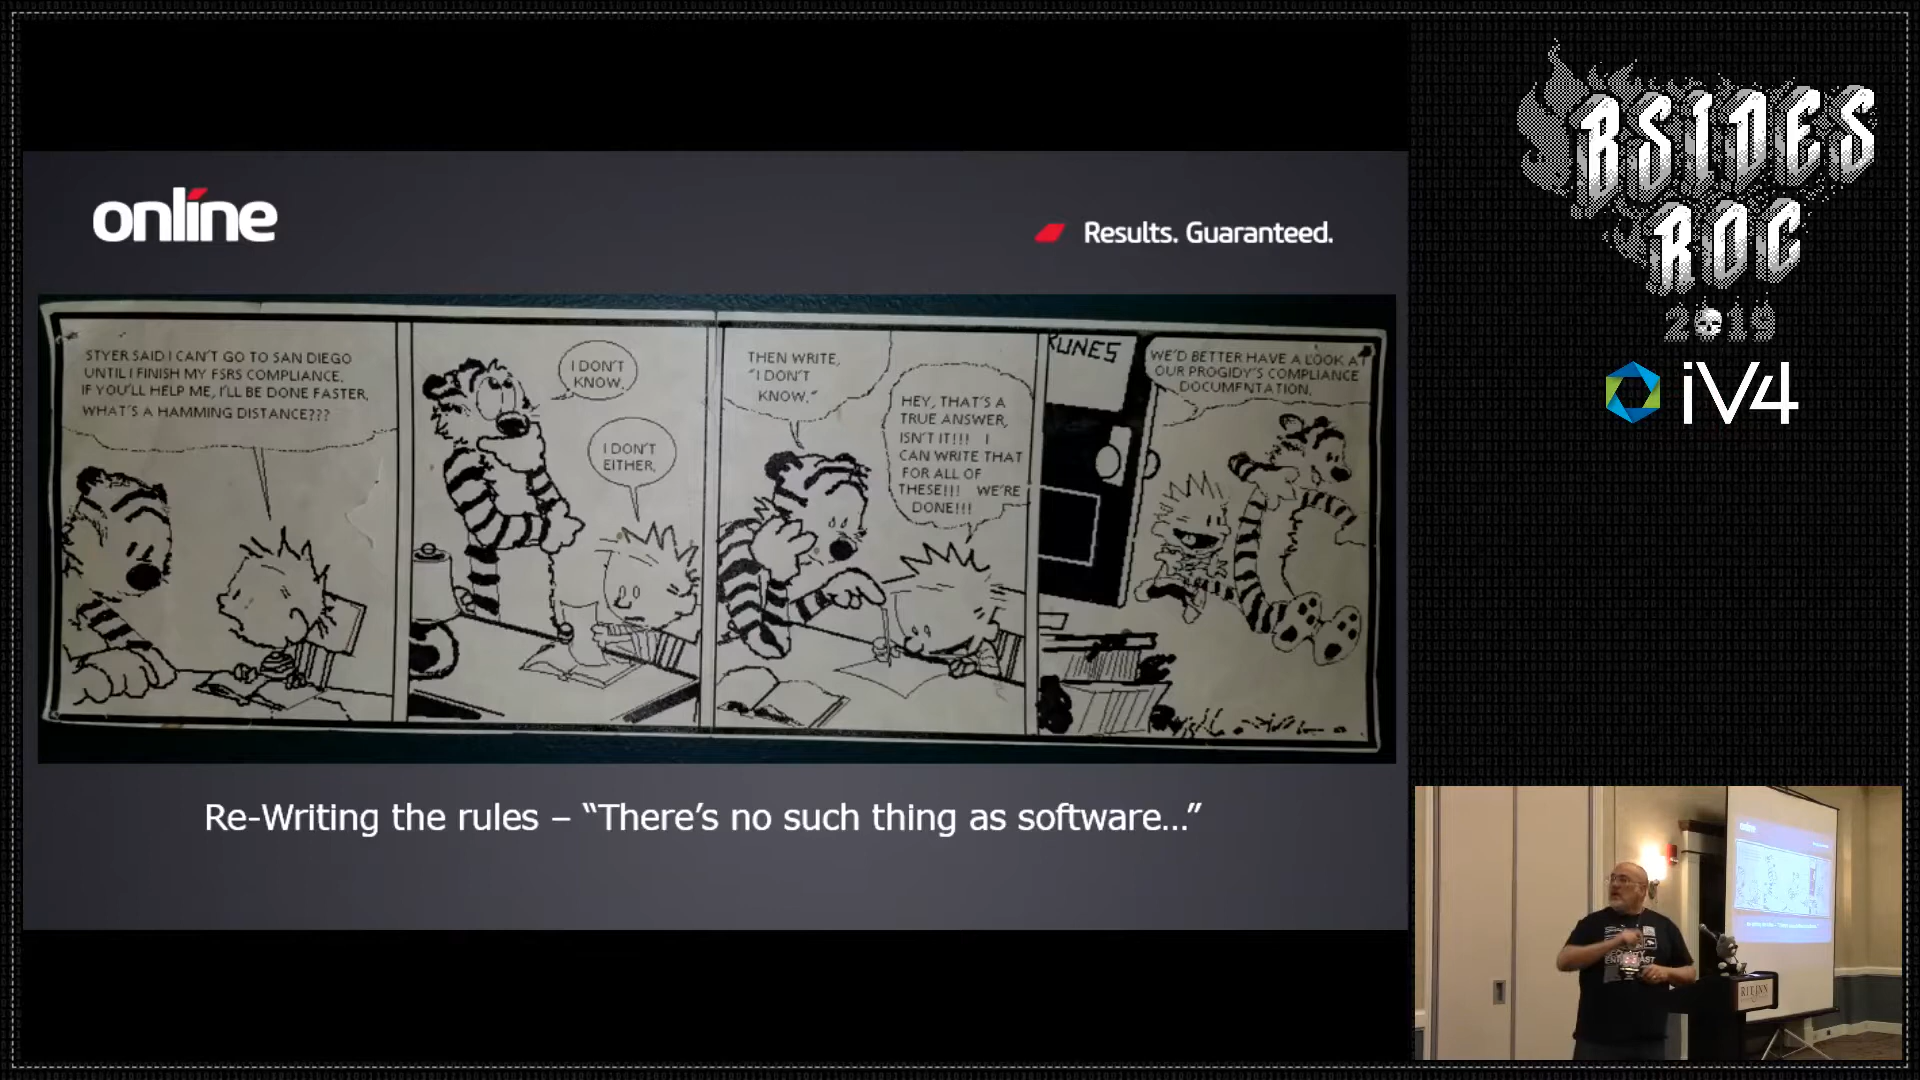 online
Results. Guaranteed.
STYER SAID I CAN'T GO TO SAN DIEGO
UNTIL I FINISH MY FSRS COMPLIANCE.
IF YOU'LL HELP ME, I'LL BE DONE FASTER.
WHAT'S A HAMMING DISTANCE???
I DON'T
KNOW.
I DON'T
EITHER.
THEN WRITE,
"I DON'T
KNOW."
HEY, THAT'S A
TRUE ANSWER,
ISN'T IT!!! I
CAN WRITE THAT
FOR ALL OF
THESE!!! WE'RE
DONE!!!
RUNES
WE'D BETTER HAVE A LOOK AT
OUR PROGIDY'S COMPLIANCE
DOCUMENTATION.
Re-Writing the rules – “There’s no such thing as software...”
BSIDES
ROC
2019
iV4
online
RIT INN